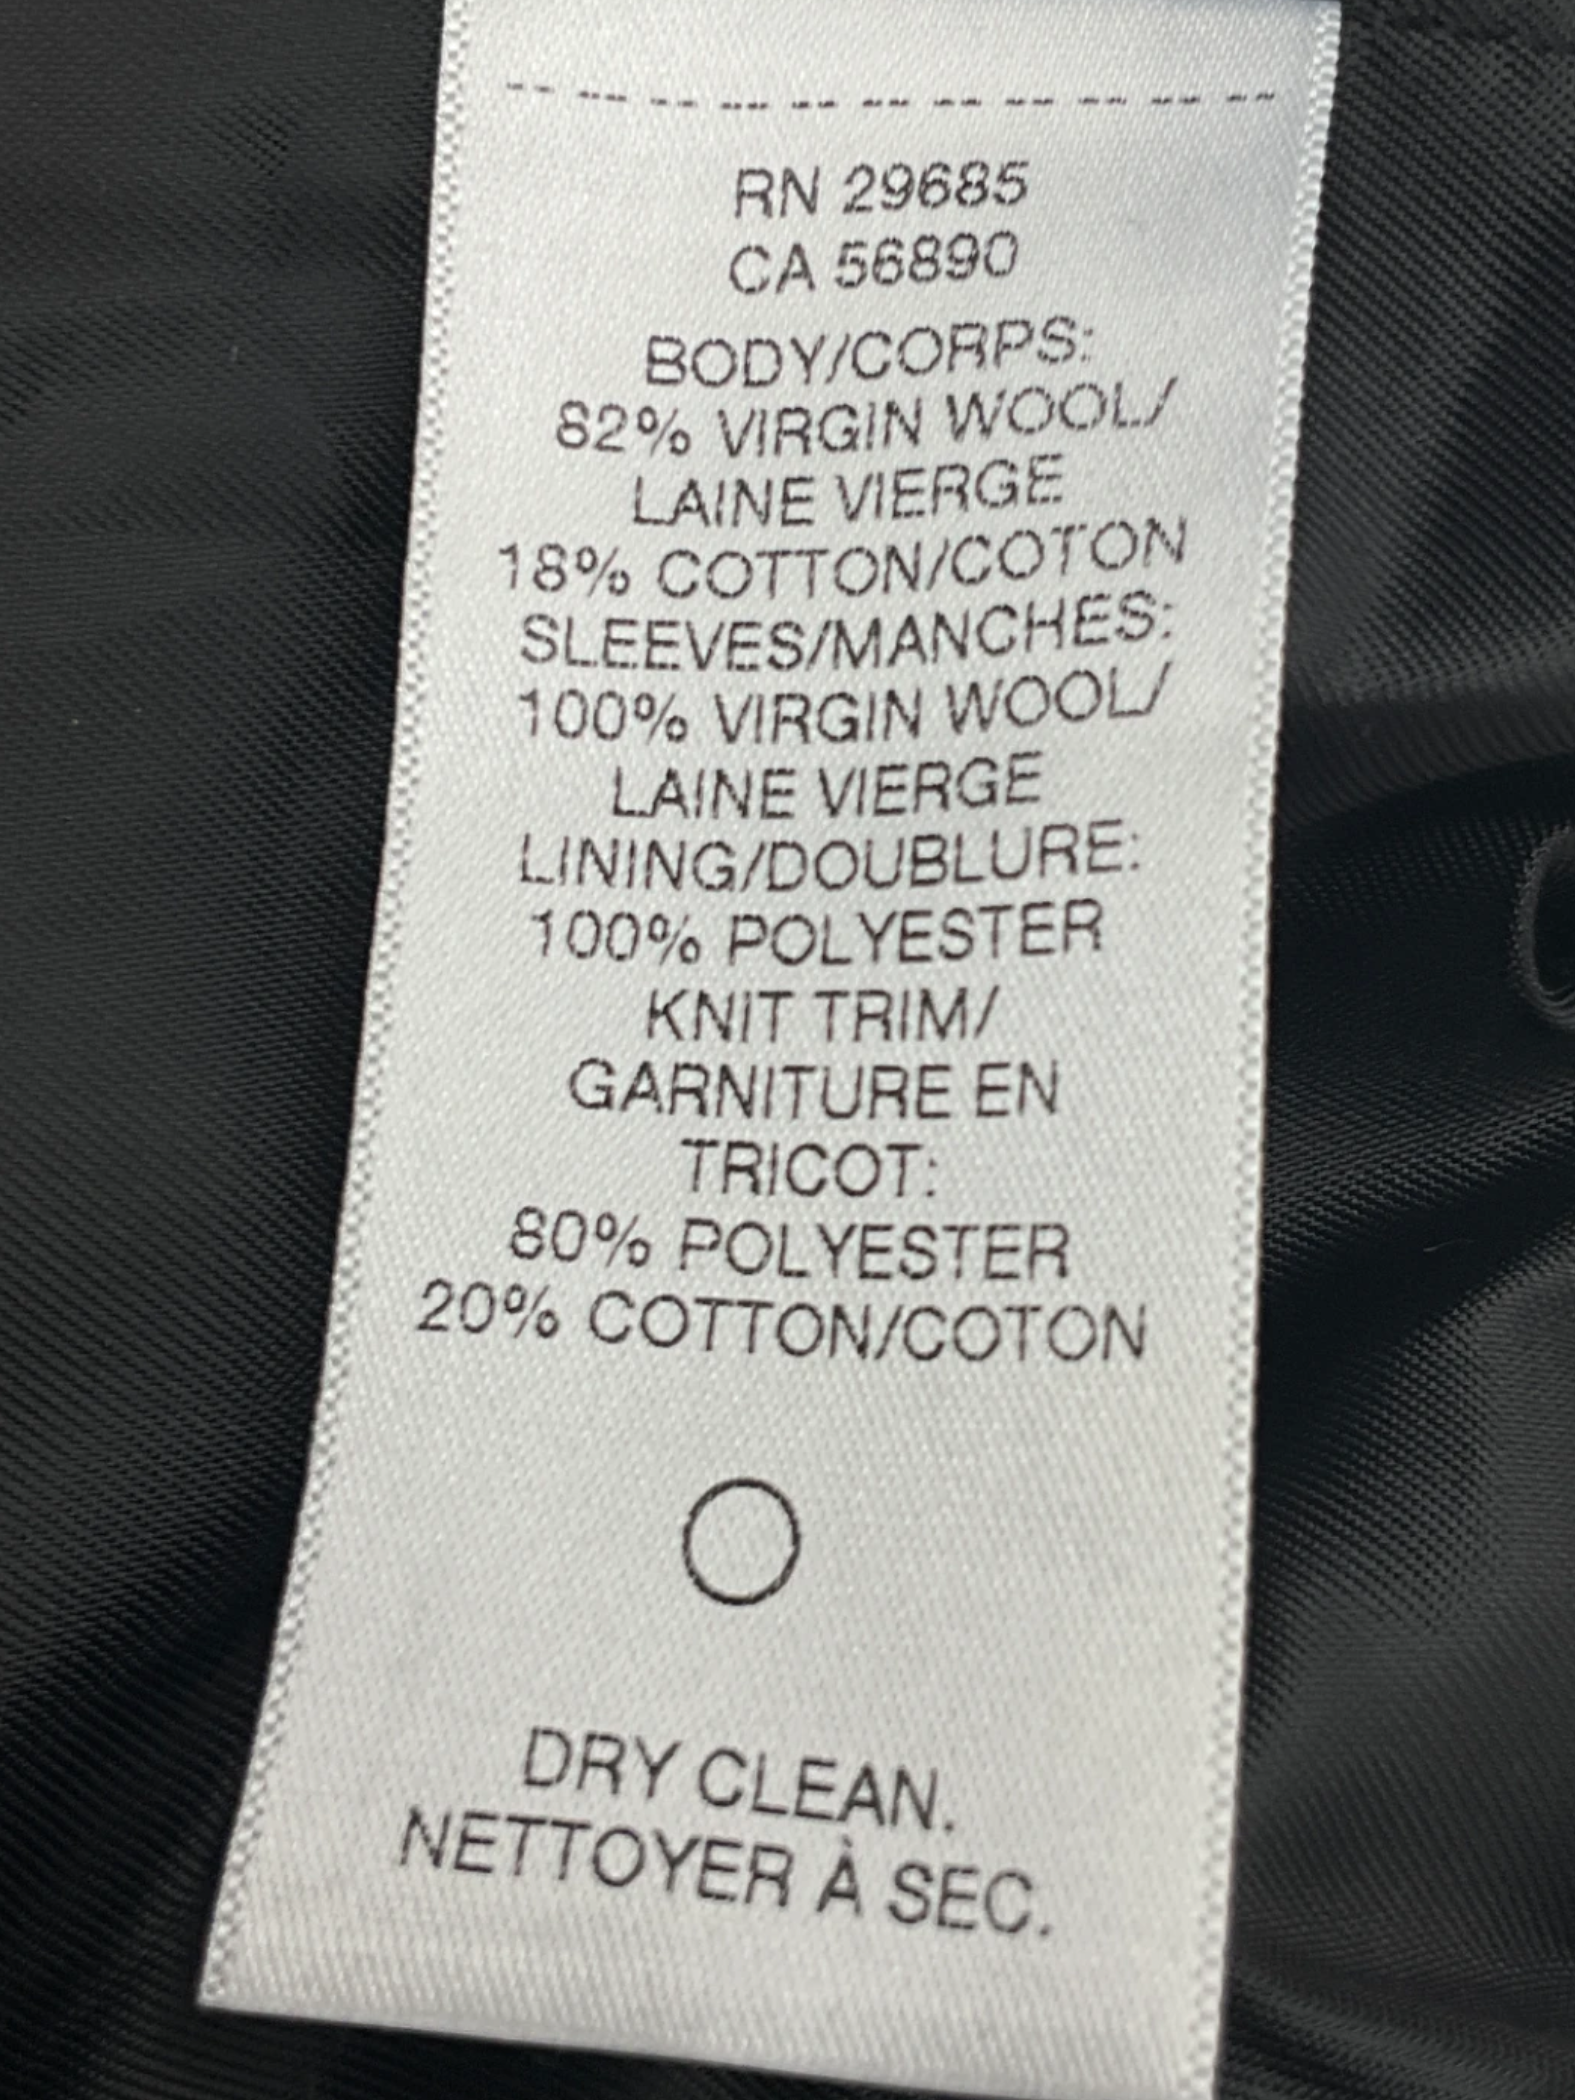 RN 29685
CA 56890
BODY/CORPS:
82% VIRGIN WOOL/
LAINE VIERGE
18% COTTON/COTON
SLEEVES/MANCHES:
100% VIRGIN WOOL/
LAINE VIERGE
LINING/DOUBLURE:
100% POLYESTER
KNIT TRIM/
GARNITURE EN
TRICOT:
80% POLYESTER
20% COTTON/COTON
DRY CLEAN.
NETTOYER À SEC.